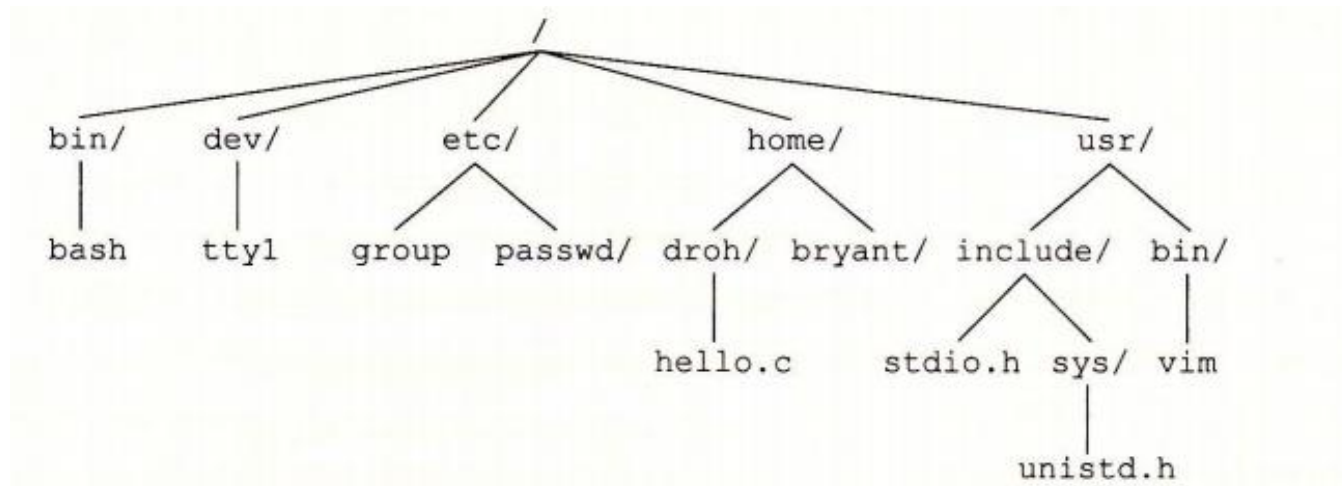 /
bin/ dev/ etc/ home/ usr/
bash tty1 group passwd/ droh/ bryant/ include/ bin/
hello.c stdio.h sys/ vim
unistd.h